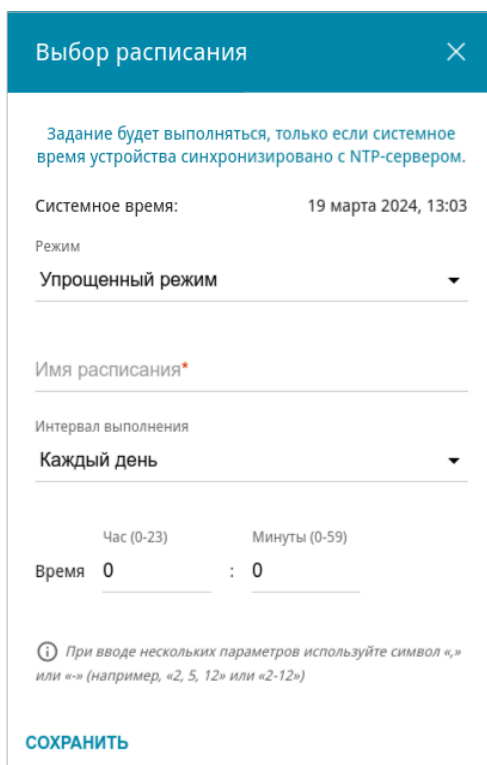 Выбор расписания
Задание будет выполняться, только если системное
время устройства синхронизировано с NTP-сервером.
Системное время: 19 марта 2024, 13:03
Режим
Упрощенный режим
Имя расписания*
Интервал выполнения
Каждый день
Час (0-23) Минуты (0-59)
Время 0 : 0
При вводе нескольких параметров используйте символ «,»
или «-» (например, «2, 5, 12» или «2-12»)
СОХРАНИТЬ